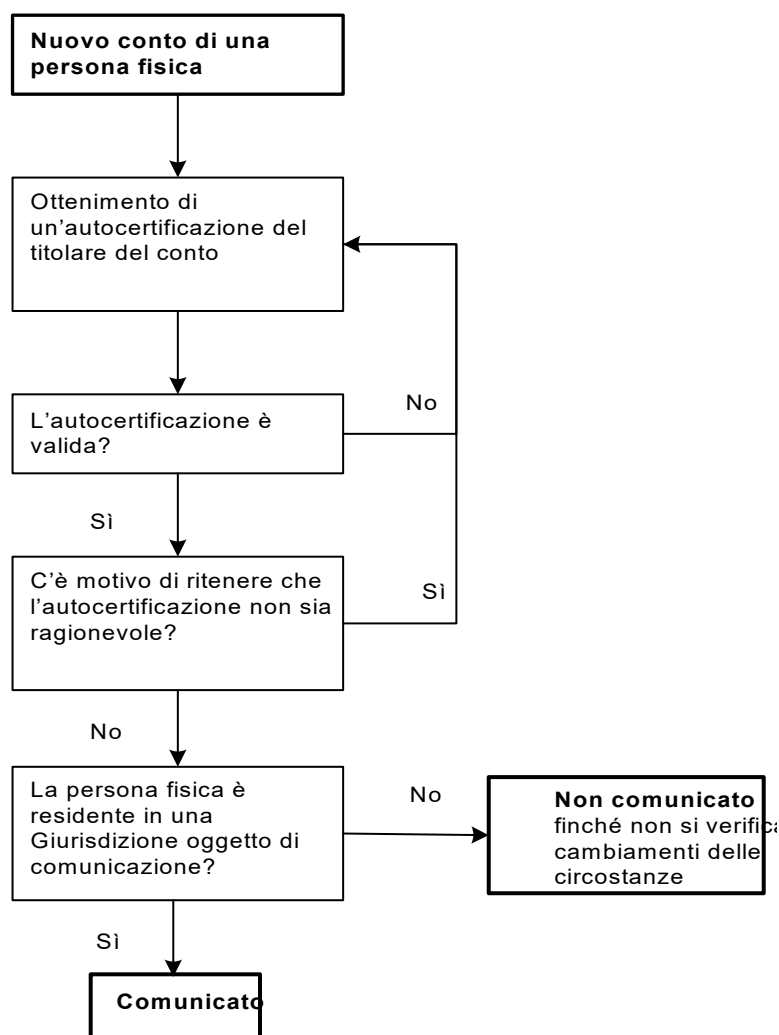 Nuovo conto di una
persona fisica
Ottenimento di
un’autocertificazione del
titolare del conto
L’autocertificazione è
valida?
No
Sì
C’è motivo di ritenere che
l’autocertificazione non sia
ragionevole?
Sì
No
La persona fisica è
residente in una
Giurisdizione oggetto di
comunicazione?
No
Non comunicato
finché non si verifica
cambiamenti delle
circostanze
Sì
Comunicato